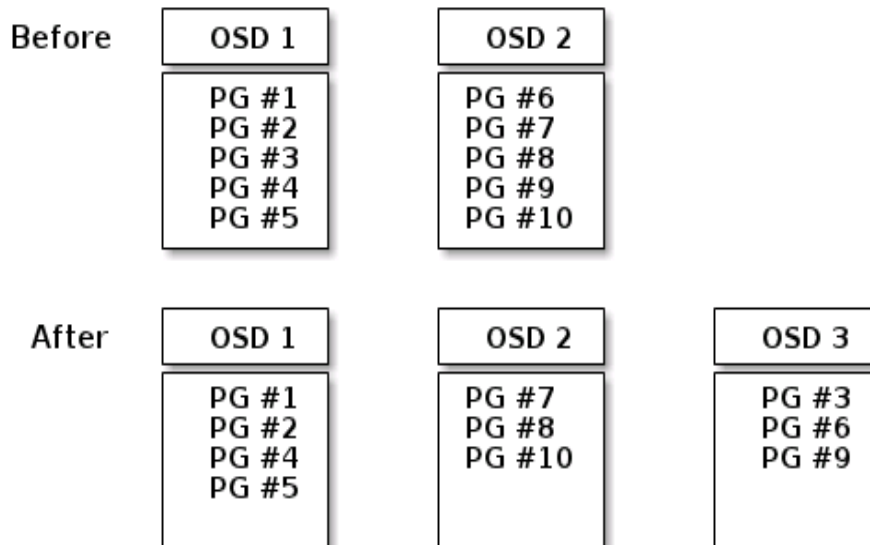 Before
OSD 1
PG #1
PG #2
PG #3
PG #4
PG #5
OSD 2
PG #6
PG #7
PG #8
PG #9
PG #10
After
OSD 1
PG #1
PG #2
PG #4
PG #5
OSD 2
PG #7
PG #8
PG #10
OSD 3
PG #3
PG #6
PG #9